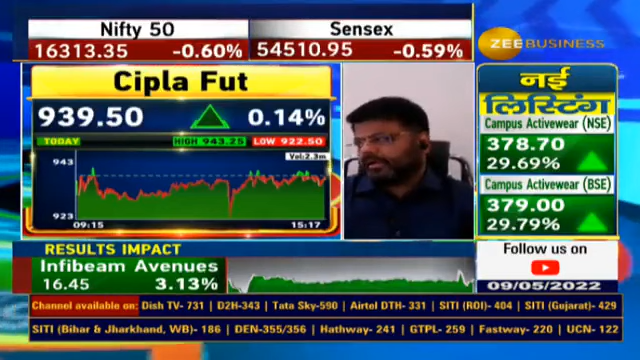 Nifty 50
16313.35 -0.60%
Sensex
54510.95 -0.59%
ZEE BUSINESS
Cipla Fut
939.50 0.14%
TODAY HIGH 943.25 LOW 922.50
Vol:2.3m
943
923
09:15 15:17
नई
लिस्टिंग
Campus Activewear (NSE)
378.70
29.69%
Campus Activewear (BSE)
379.00
29.79%
RESULTS IMPACT
Infibeam Avenues
16.45 3.13%
Follow us on
09/05/2022
Channel available on: Dish TV- 731 | D2H-343 | Tata Sky-590 | Airtel DTH- 331 | SITI (RDI)- 404 | SITI (Gujarat)- 429
SITI (Bihar & Jharkhand, WB)- 186 | DEN-355/356 | Hathway- 241 | GTPL- 259 | Fastway- 220 | UCN- 122